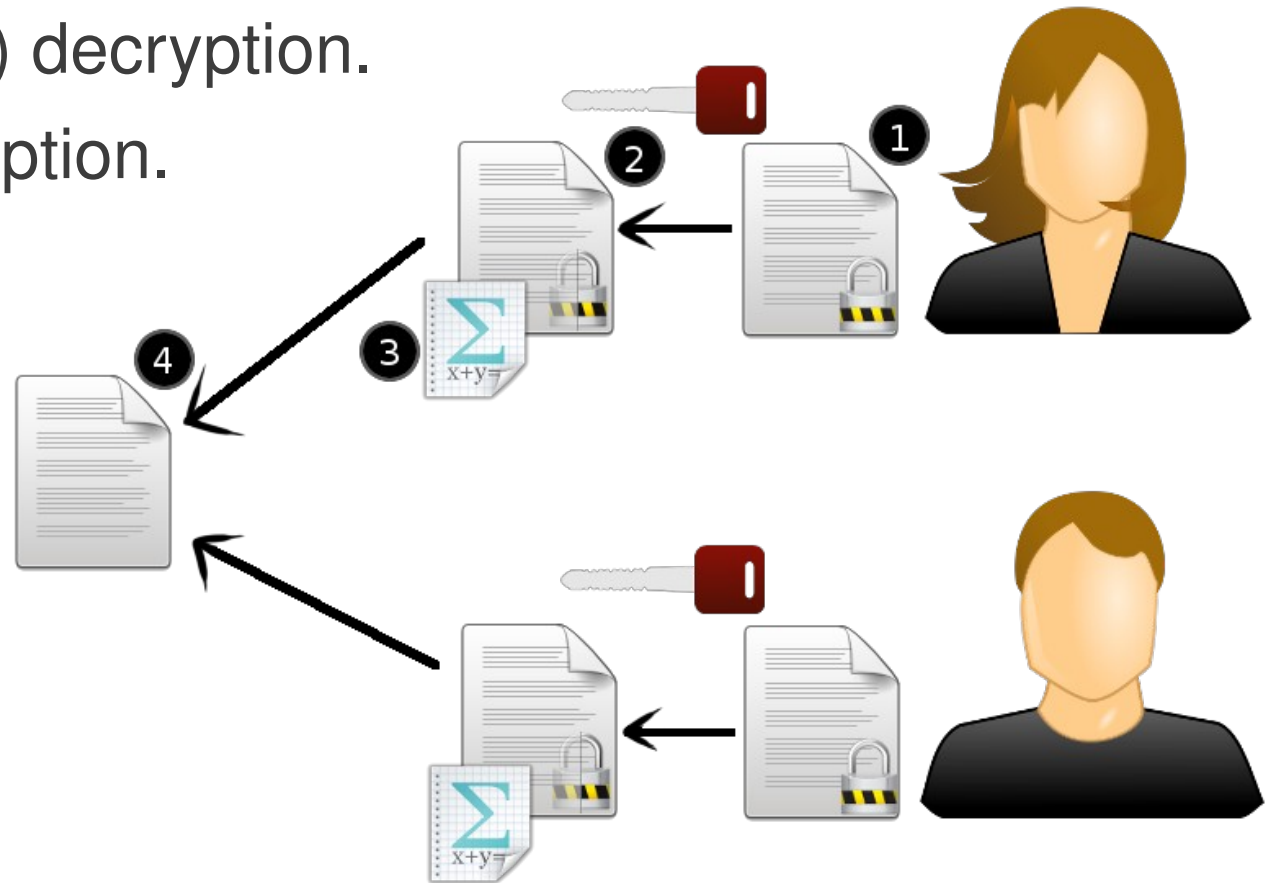 ) decryption.
ption.
1
2
3
4
Σ
x+y=
Σ
x+y=